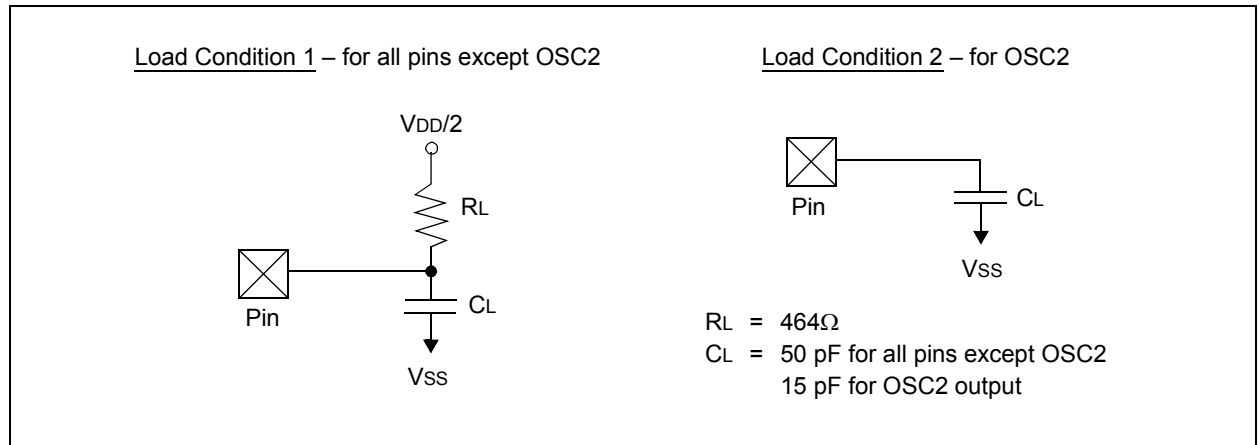 Load Condition 1 – for all pins except OSC2
VDD/2
RL
Pin
CL
VSS
Load Condition 2 – for OSC2
Pin
CL
VSS
RL = 464Ω
CL = 50 pF for all pins except OSC2
15 pF for OSC2 output